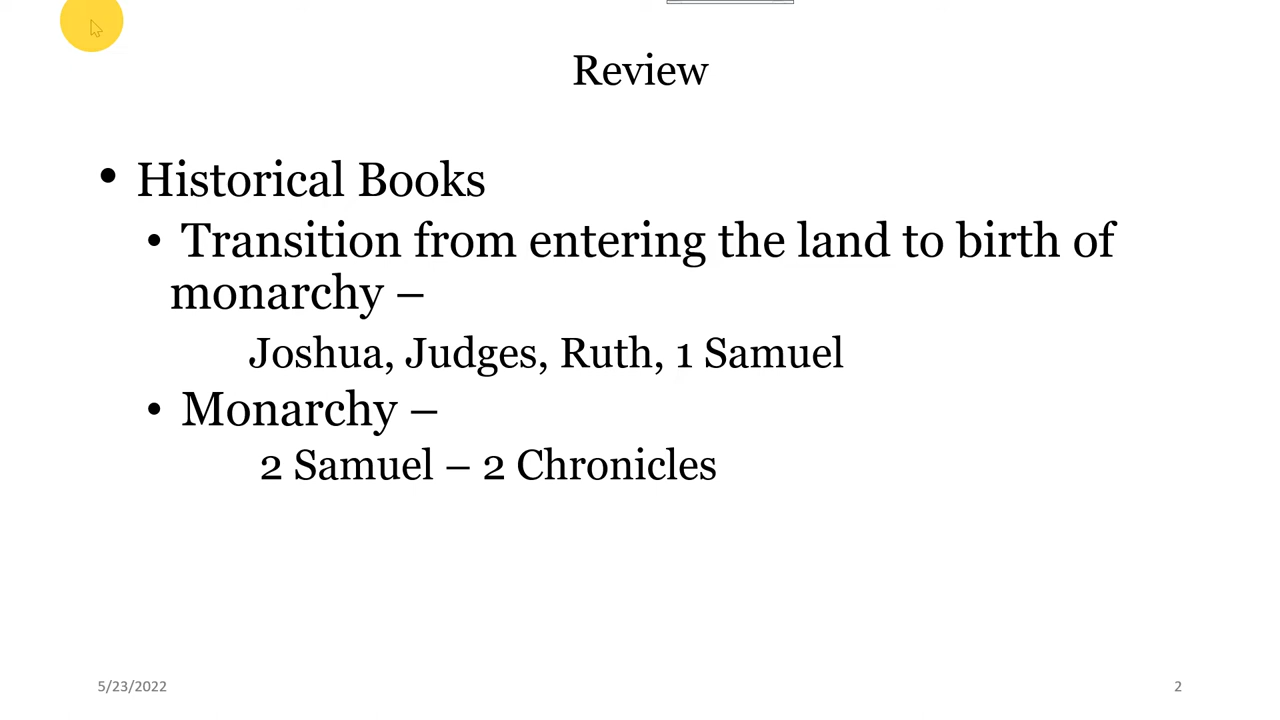 Review
• Historical Books
• Transition from entering the land to birth of
monarchy –
Joshua, Judges, Ruth, 1 Samuel
• Monarchy –
2 Samuel – 2 Chronicles
5/23/2022
2